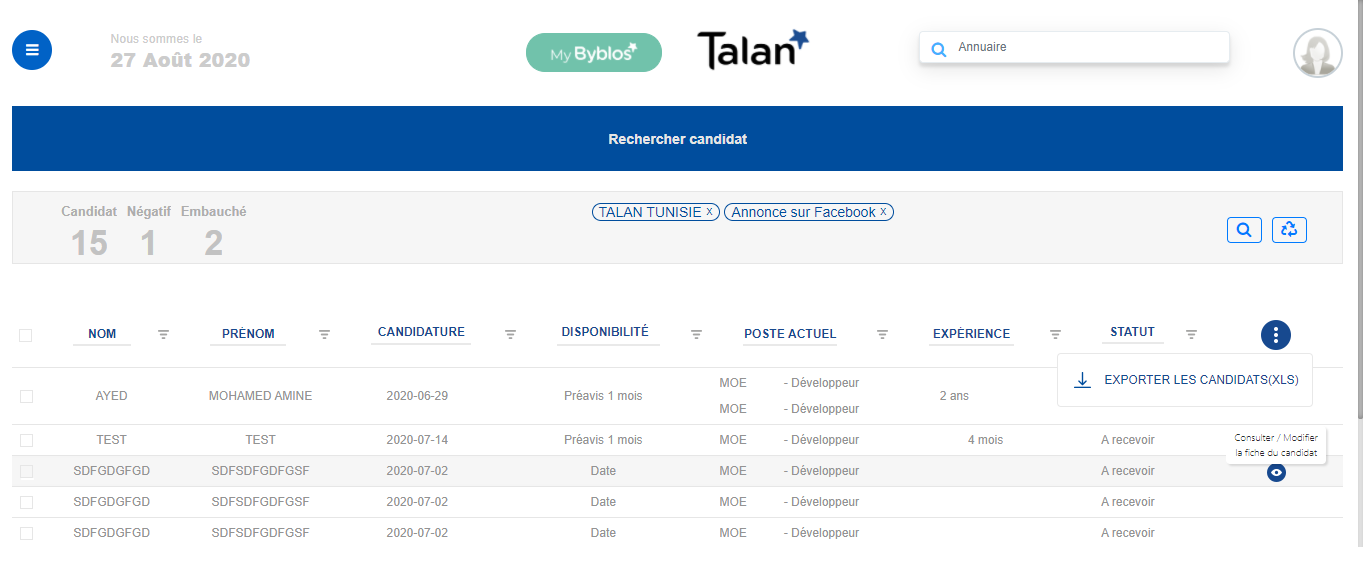 Nous sommes le
27 Août 2020
My Byblos
Talan
Annuaire
Rechercher candidat
Candidat Négatif Embauché
15 1 2
TALAN TUNISIE x Annonce sur Facebook x
NOM PRÉNOM CANDIDATURE DISPONIBILITÉ POSTE ACTUEL EXPÉRIENCE STATUT
EXPORTER LES CANDIDATS(XLS)
AYED MOHAMED AMINE 2020-06-29 Préavis 1 mois MOE - Développeur 2 ans
MOE - Développeur
TEST TEST 2020-07-14 Préavis 1 mois MOE - Développeur 4 mois A recevoir
Consulter / Modifier
la fiche du candidat
SDFGDGFGD SDFSDFGDFGSF 2020-07-02 Date MOE - Développeur A recevoir
SDFGDGFGD SDFSDFGDFGSF 2020-07-02 Date MOE - Développeur A recevoir
SDFGDGFGD SDFSDFGDFGSF 2020-07-02 Date MOE - Développeur A recevoir